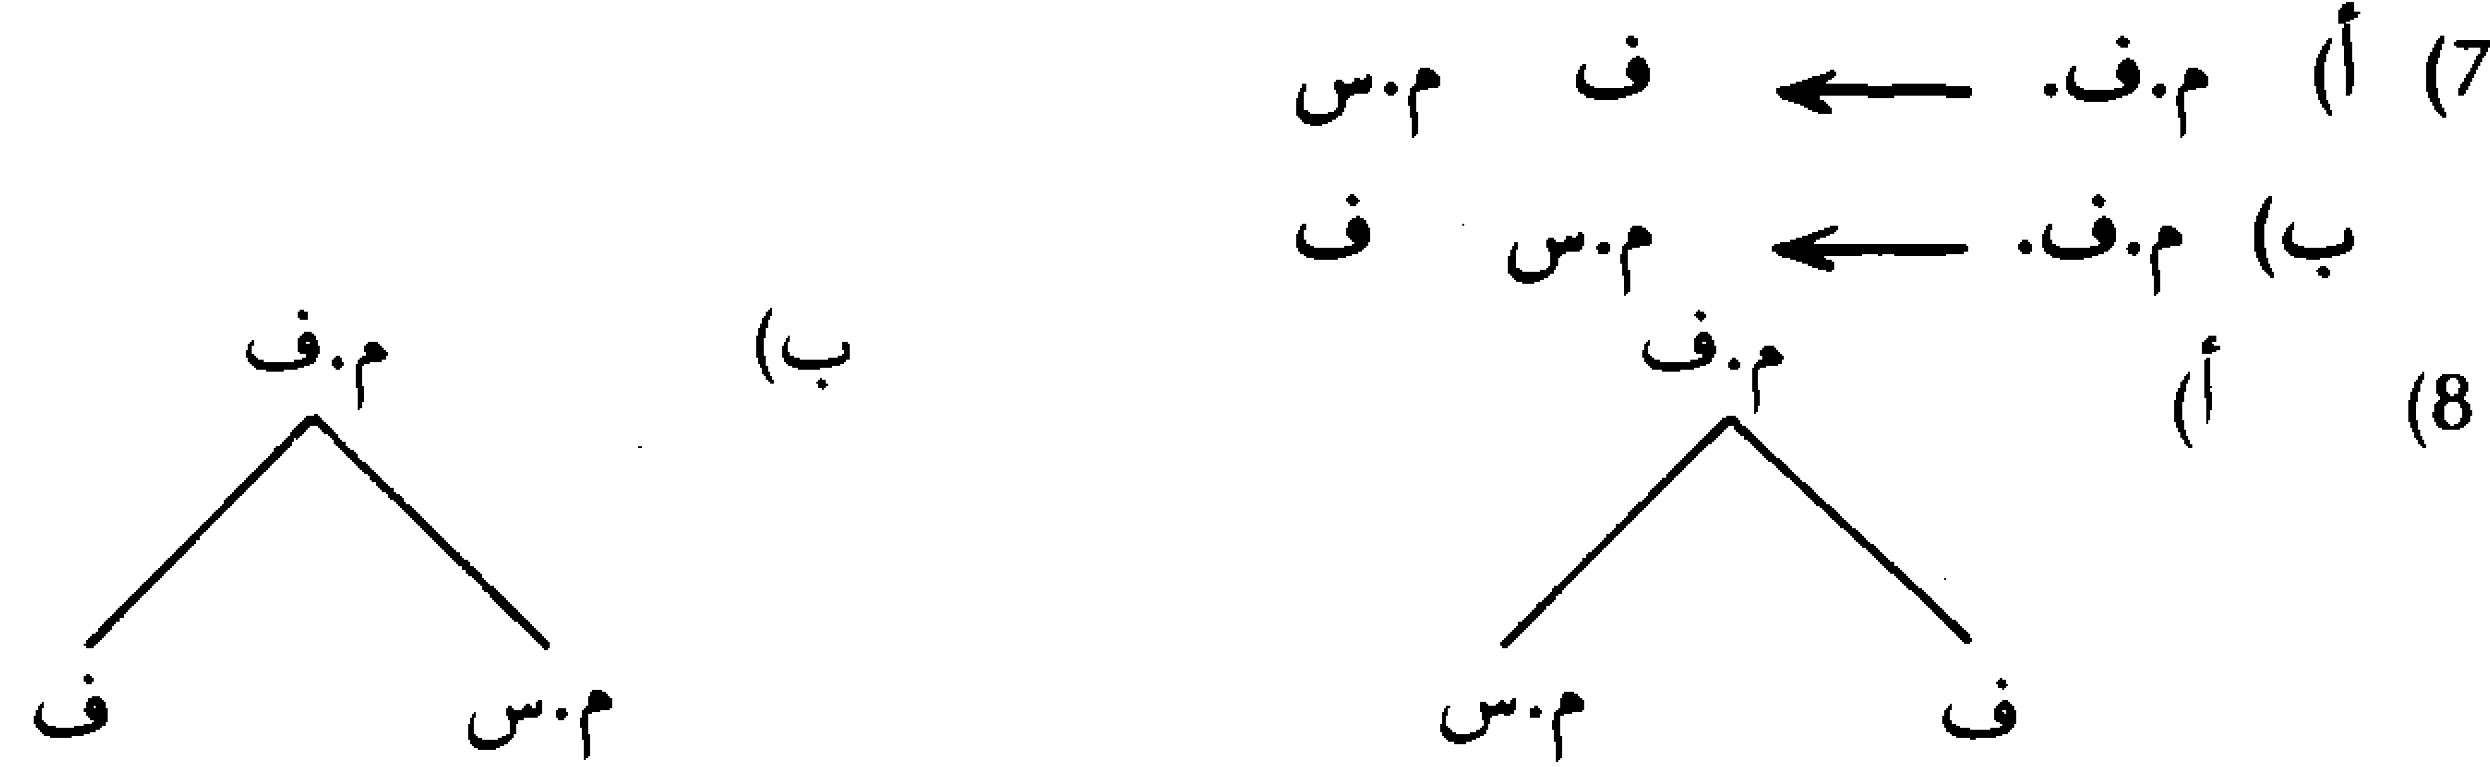 7) أ) م.ف. ← ف م.س
ب) م.ف. ← م.س ف
8) أ) م.ف ب) م.ف
ف م.س م.س ف